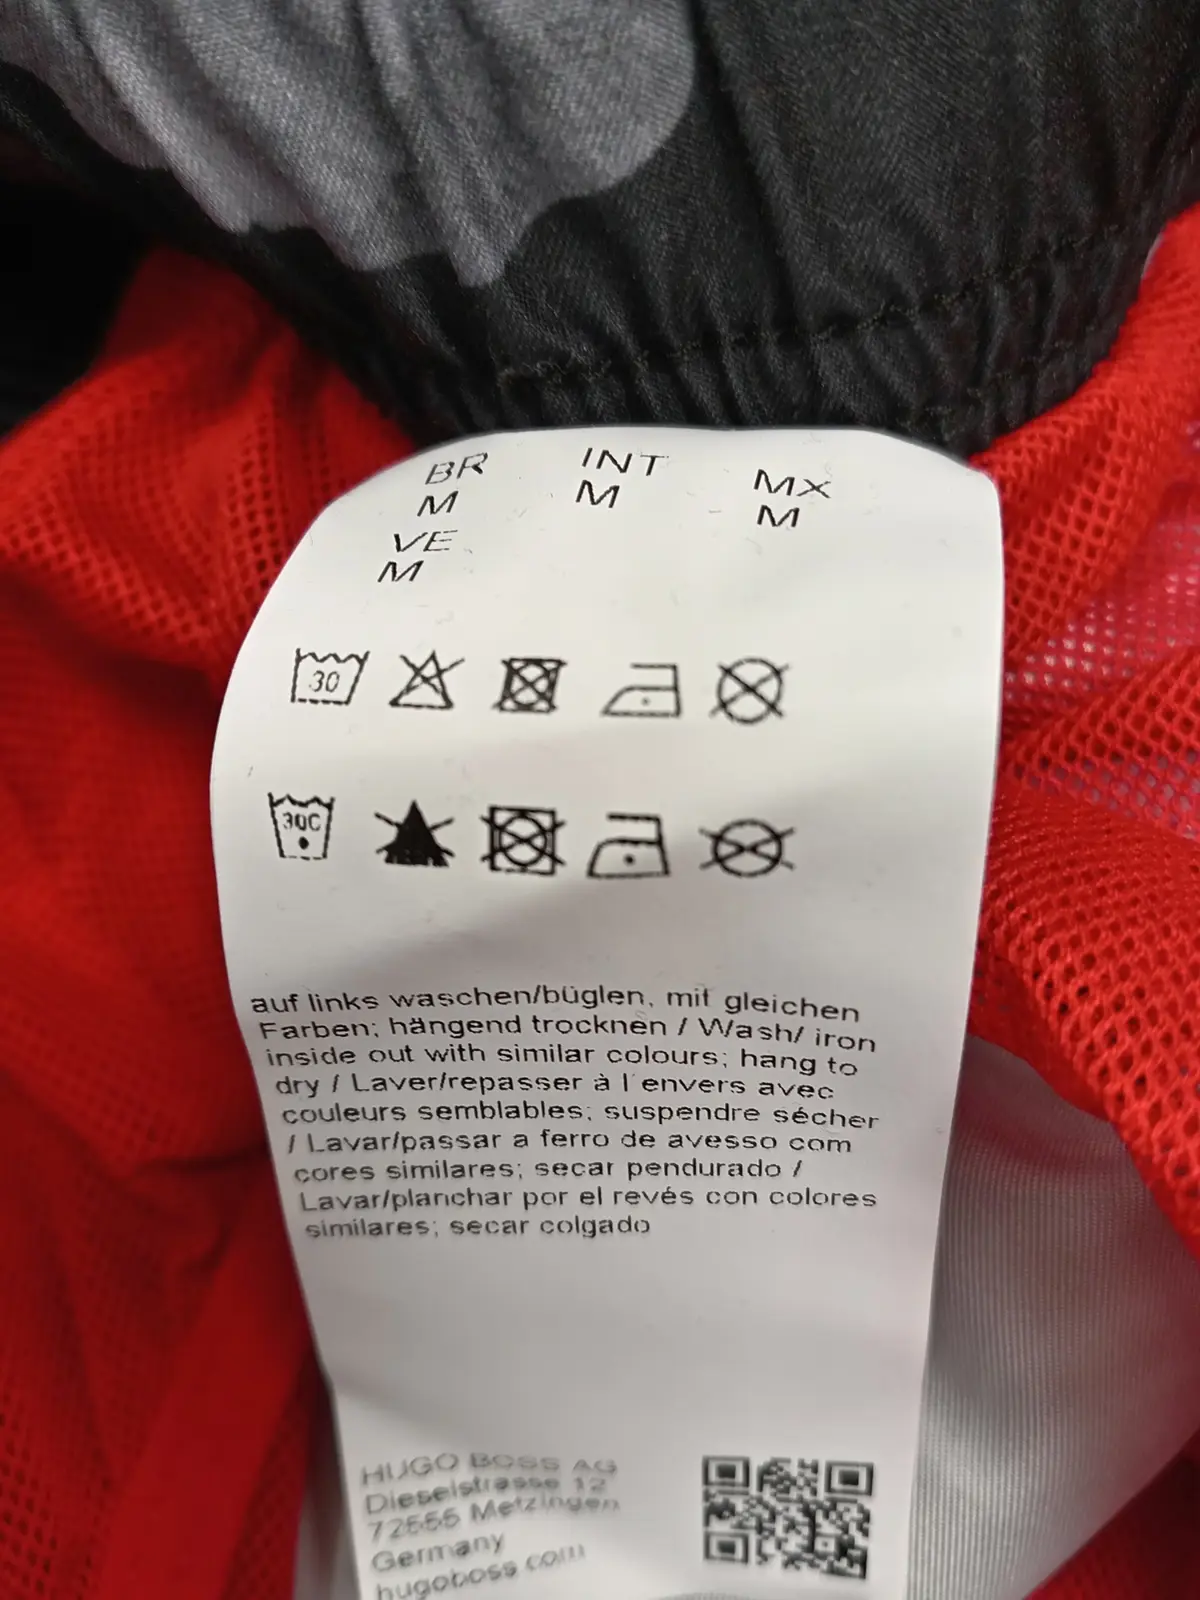 BR INT MX
M M M
VE
M
30
30C
auf links waschen/bügeln, mit gleichen
Farben; hängend trocknen / Wash/ iron
inside out with similar colours; hang to
dry / Laver/repasser à l'envers avec
couleurs semblables; suspendre sécher
/ Lavar/passar a ferro de avesso com
cores similares; secar pendurado /
Lavar/planchar por el revés con colores
similares; secar colgado
HUGO BOSS AG
Dieselstrasse 12
72555 Metzingen
Germany
hugoboss.com